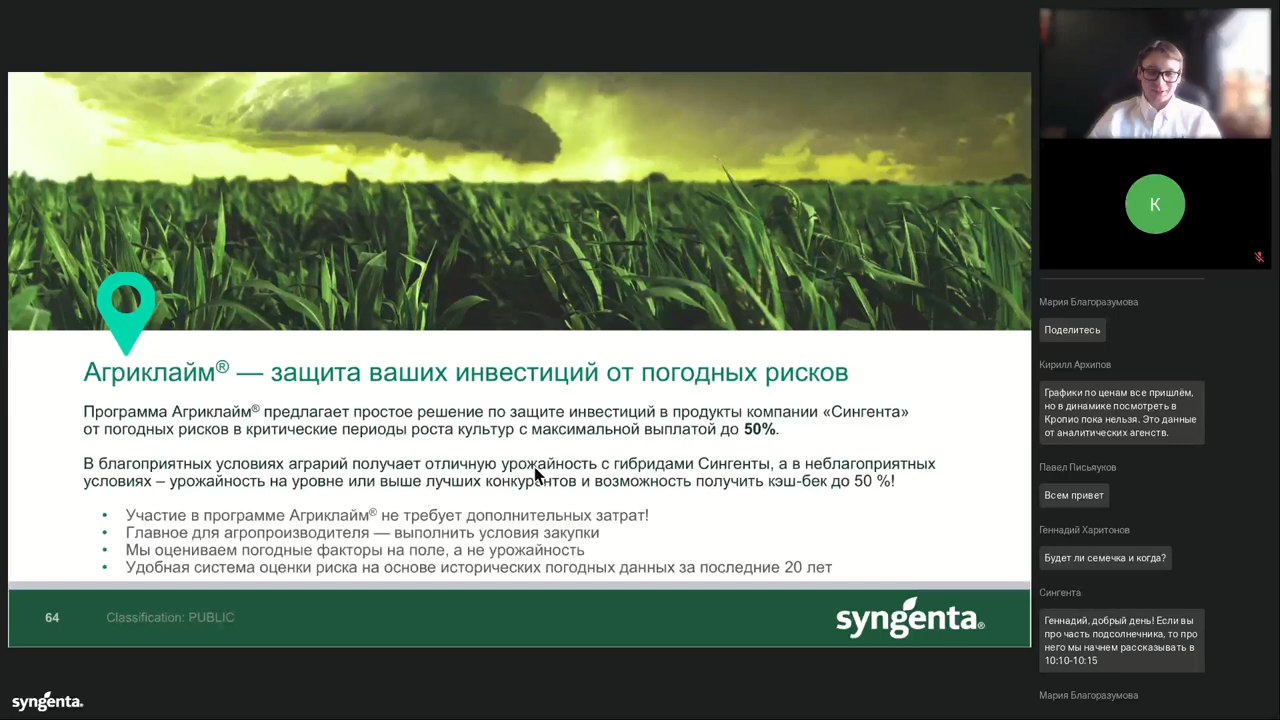 Агриклайм® — защита ваших инвестиций от погодных рисков
Программа Агриклайм® предлагает простое решение по защите инвестиций в продукты компании «Сингента»
от погодных рисков в критические периоды роста культур с максимальной выплатой до 50%.
В благоприятных условиях аграрий получает отличную урожайность с гибридами Сингенты, а в неблагоприятных
условиях – урожайность на уровне или выше лучших конкурентов и возможность получить кэш-бек до 50 %!
• Участие в программе Агриклайм® не требует дополнительных затрат!
• Главное для агропроизводителя — выполнить условия закупки
• Мы оцениваем погодные факторы на поле, а не урожайность
• Удобная система оценки риска на основе исторических погодных данных за последние 20 лет
64
Classification: PUBLIC
syngenta®
syngenta.
К
Мария Благоразумова
Поделитесь
Кирилл Архипов
Графики по ценам все пришлём,
но в динамике посмотреть в
Кропио пока нельзя. Это данные
от аналитических агенств.
Павел Письяуков
Всем привет
Геннадий Харитонов
Будет ли семечка и когда?
Сингента
Геннадий, добрый день! Если вы
про часть подсолнечника, то про
него мы начнем рассказывать в
10:10-10:15
Мария Благоразумова